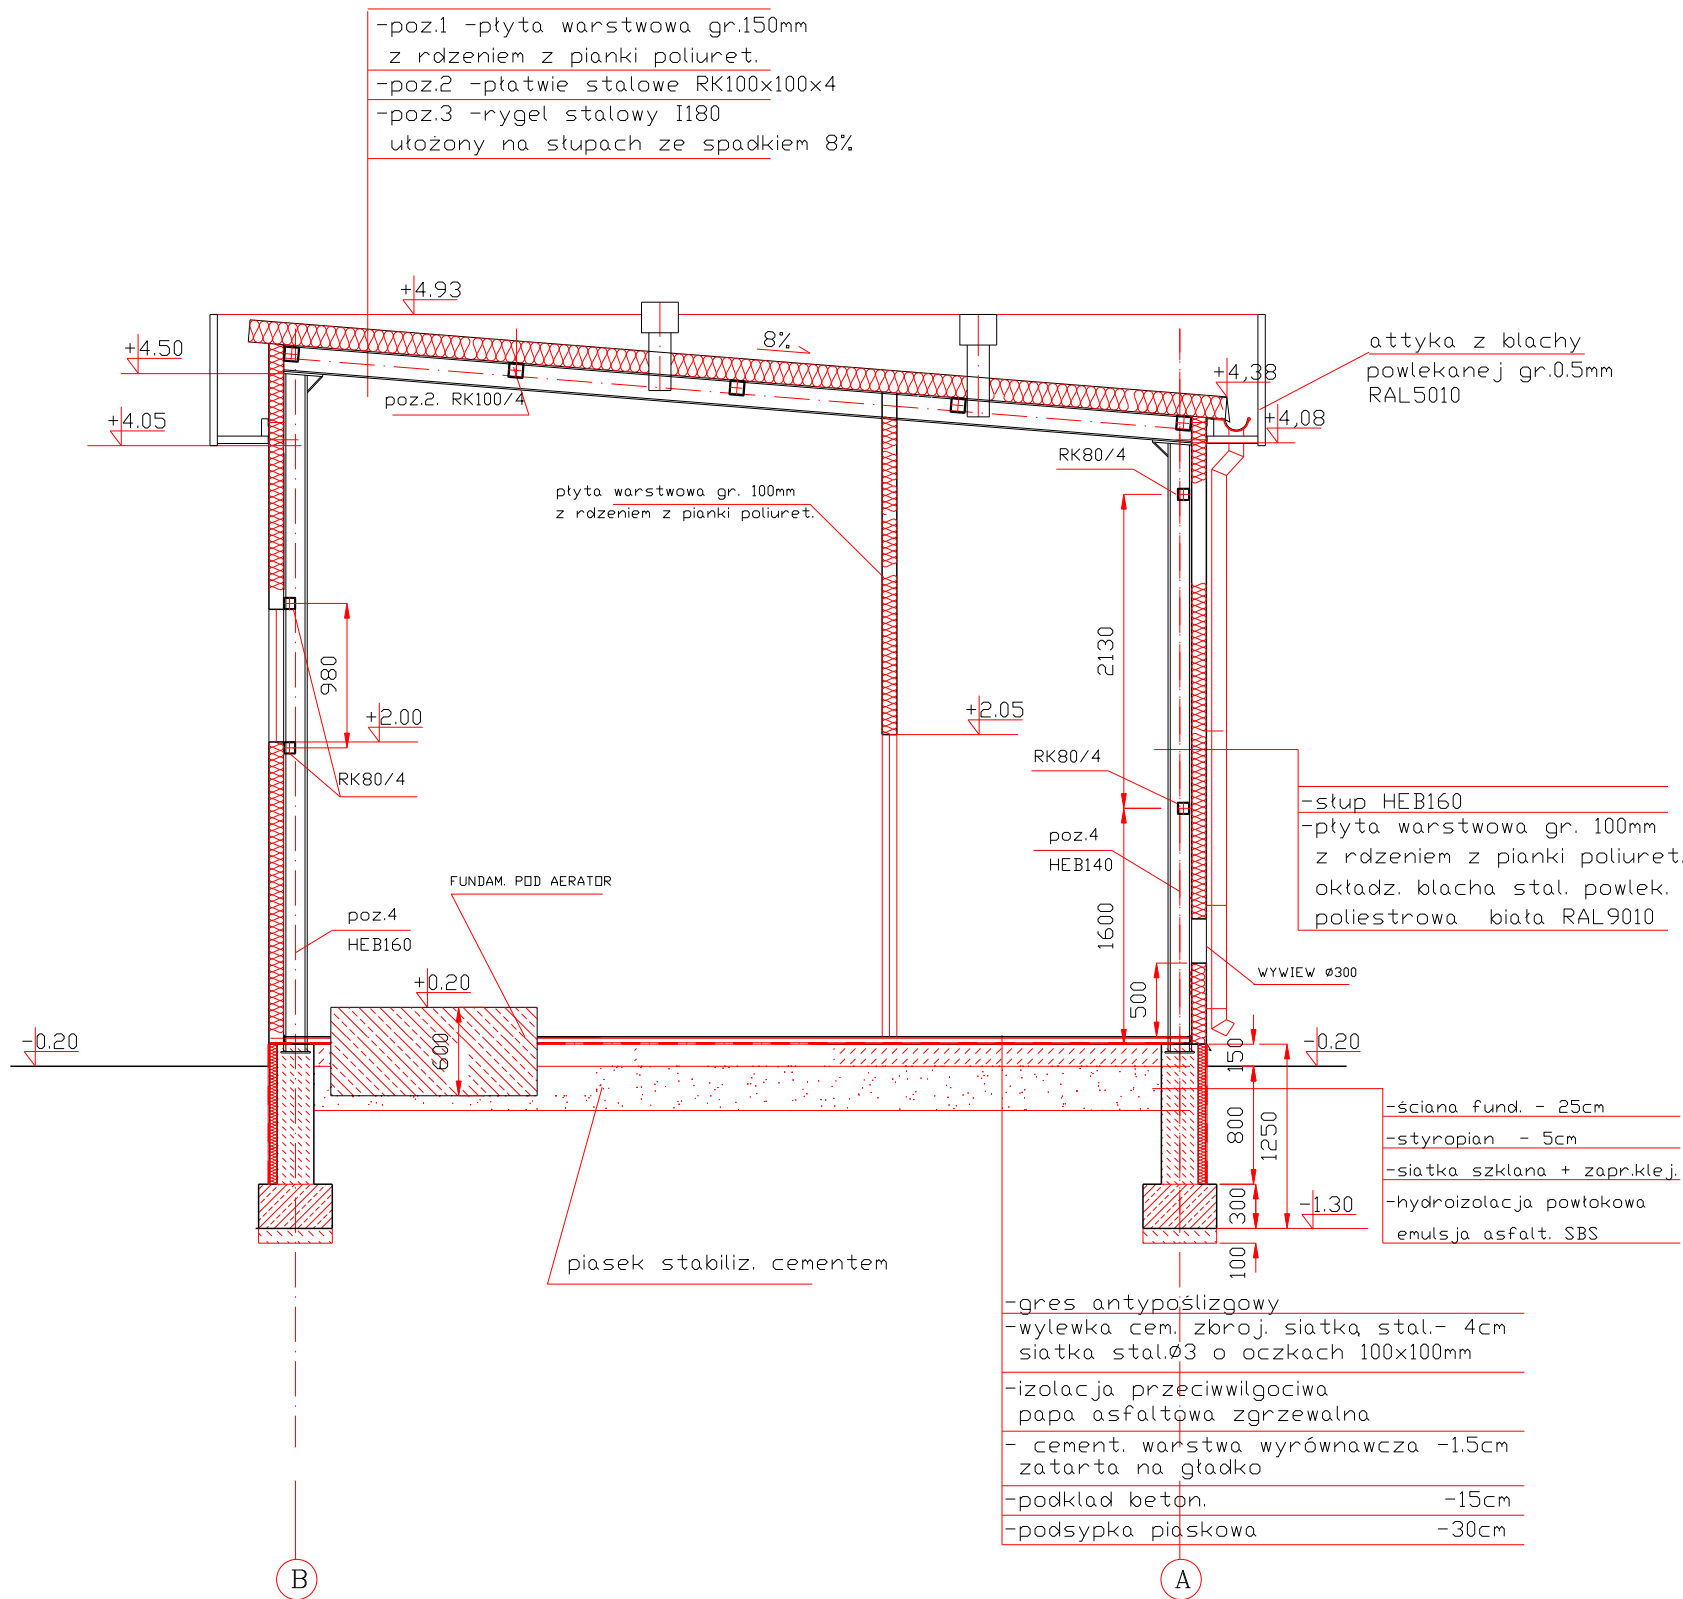 -poz.1 -płyta warstwowa gr.150mm
z rdzeniem z pianki poliuret.
-poz.2 -płatwie stalowe RK100x100x4
-poz.3 -rygel stalowy I180
ułożony na słupach ze spadkiem 8%
+4.93
8%
+4.50
+4.05
attyka z blachy
powlekanej gr.0.5mm
RAL5010
+4,38
+4,08
poz.2. RK100/4
RK80/4
płyta warstwowa gr. 100mm
z rdzeniem z pianki poliuret.
2130
980
+2.00
+2.05
RK80/4
RK80/4
-słup HEB160
-płyta warstwowa gr. 100mm
z rdzeniem z pianki poliuret.
okładz. blacha stal. powlek.
poliestrowa biała RAL9010
poz.4
HEB140
FUNDAM. POD AERATOR
poz.4
HEB160
1600
WYWIEW ø300
+0.20
500
-0.20
600
150
-0.20
800
1250
-ściana fund. - 25cm
-styropian - 5cm
-siatka szklana + zapr.klej.
-hydroizolacja powłokowa
emulsja asfalt. SBS
300
-1.30
100
piasek stabiliz. cementem
-gres antypoślizgowy
-wylewka cem. zbroj. siatką stal.- 4cm
siatka stal.ø3 o oczkach 100x100mm
-izolacja przeciwwilgociwa
papa asfaltowa zgrzewalna
- cement. warstwa wyrównawcza -1.5cm
zatarta na gładko
-podklad beton. -15cm
-podsypka piaskowa -30cm
B
A